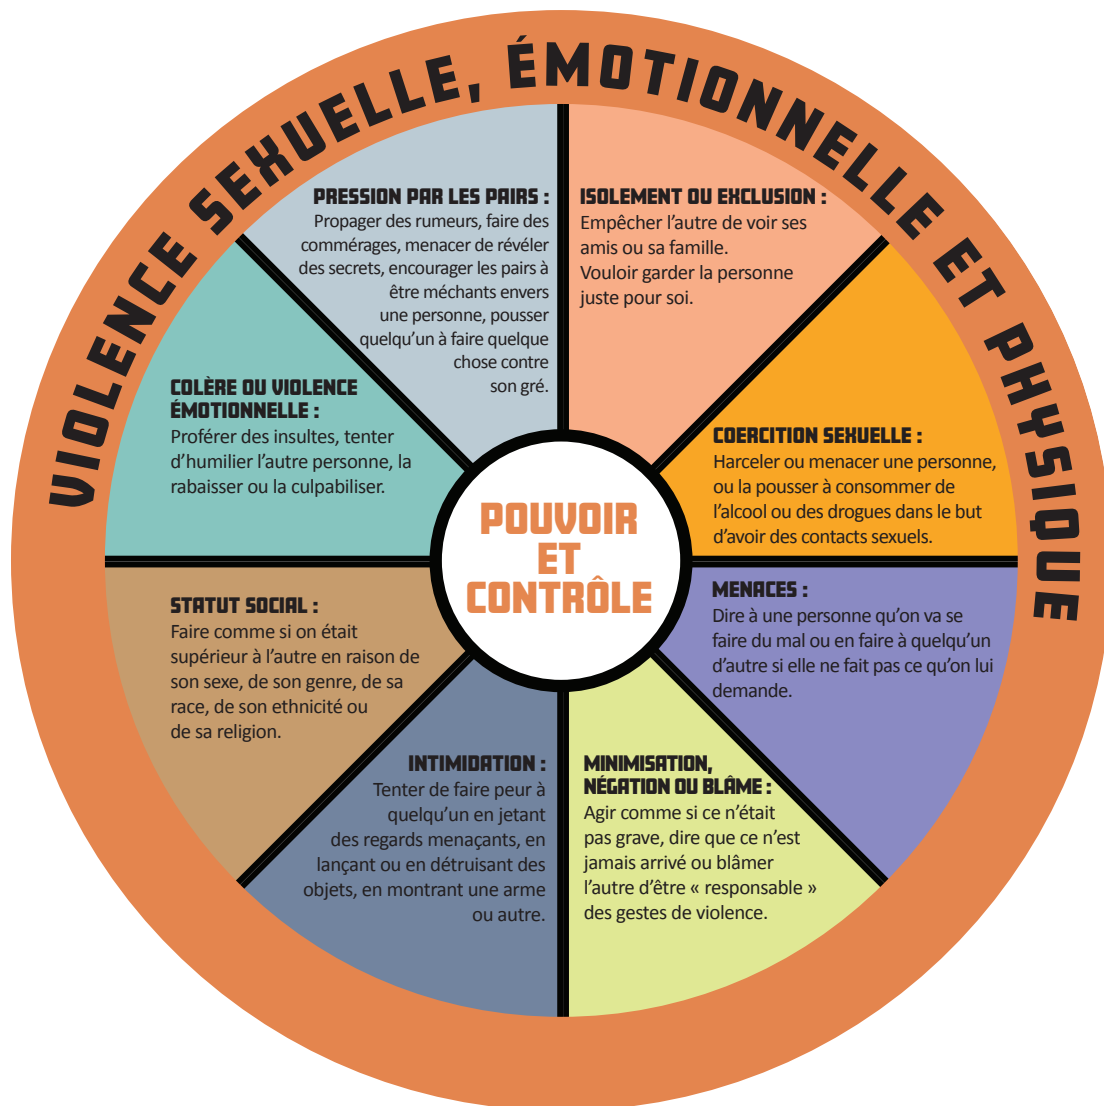 VIOLENCE SEXUELLE, ÉMOTIONNELLE ET PHYSIQUE
PRESSION PAR LES PAIRS :
Propager des rumeurs, faire des
commérages, menacer de révéler
des secrets, encourager les pairs à
être méchants envers
une personne, pousser
quelqu’un à faire quelque
chose contre
son gré.
ISOLEMENT OU EXCLUSION :
Empêcher l’autre de voir ses
amis ou sa famille.
Vouloir garder la personne
juste pour soi.
COLÈRE OU VIOLENCE
ÉMOTIONNELLE :
Proférer des insultes, tenter
d’humilier l’autre personne, la
rabaisser ou la culpabiliser.
COERCITION SEXUELLE :
Harceler ou menacer une personne,
ou la pousser à consommer de
l’alcool ou des drogues dans le but
d’avoir des contacts sexuels.
POUVOIR
ET
CONTRÔLE
STATUT SOCIAL :
Faire comme si on était
supérieur à l’autre en raison de
son sexe, de son genre, de sa
race, de son ethnicité ou
de sa religion.
MENACES :
Dire à une personne qu’on va se
faire du mal ou en faire à quelqu’un
d’autre si elle ne fait pas ce qu’on lui
demande.
INTIMIDATION :
Tenter de faire peur à
quelqu’un en jetant
des regards menaçants, en
lançant ou en détruisant des
objets, en montrant une arme
ou autre.
MINIMISATION,
NÉGATION OU BLÂME :
Agir comme si ce n’était
pas grave, dire que ce n’est
jamais arrivé ou blâmer
l’autre d’être « responsable »
des gestes de violence.